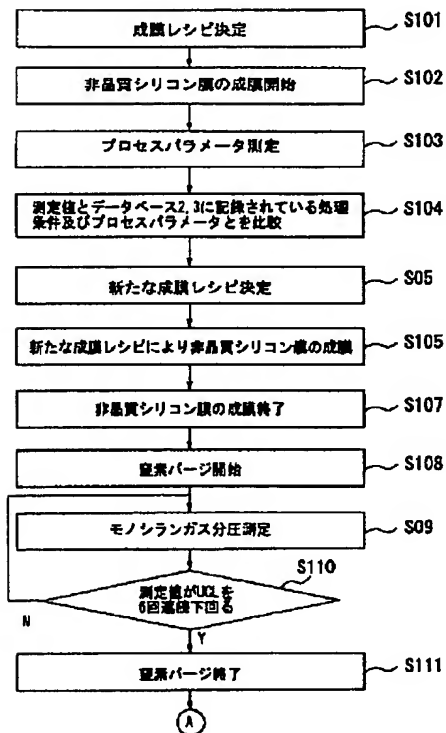 成膜レシピ決定
S101
非品質シリコン膜の成膜開始
S102
プロセスパラメータ測定
S103
測定値とデータベース2,3に記録されている処理
条件及びプロセスパラメータとを比較
S104
新たな成膜レシピ決定
S05
新たな成膜レシピにより非品質シリコン膜の成膜
S105
非品質シリコン膜の成膜終了
S107
窒素パージ開始
S108
モノシランガス分圧測定
S09
測定値がUCLを
6回連続下回る
S110
N
Y
窒素パージ終了
S111
A